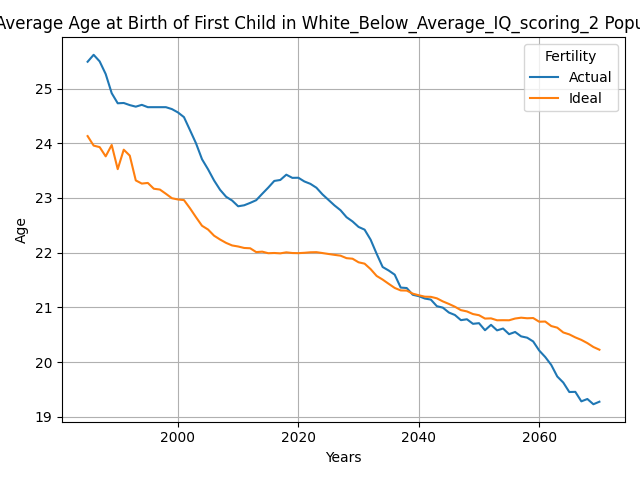 Average Age at Birth of First Child in White_Below_Average_IQ_scoring_2
Fertility
Actual
Ideal
Age
25
24
23
22
21
20
19
2000 2020 2040 2060
Years